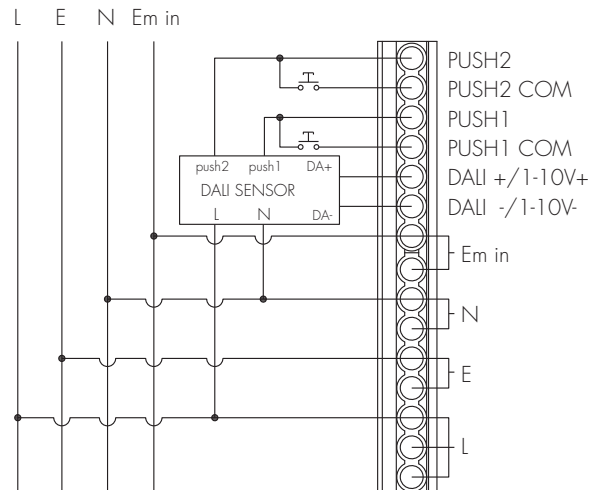 L E N Em in
PUSH2
PUSH2 COM
PUSH1
PUSH1 COM
DALI +/1-10V+
DALI -/1-10V-
push2 push1 DA+
DALI SENSOR
L N DA-
Em in
N
E
L